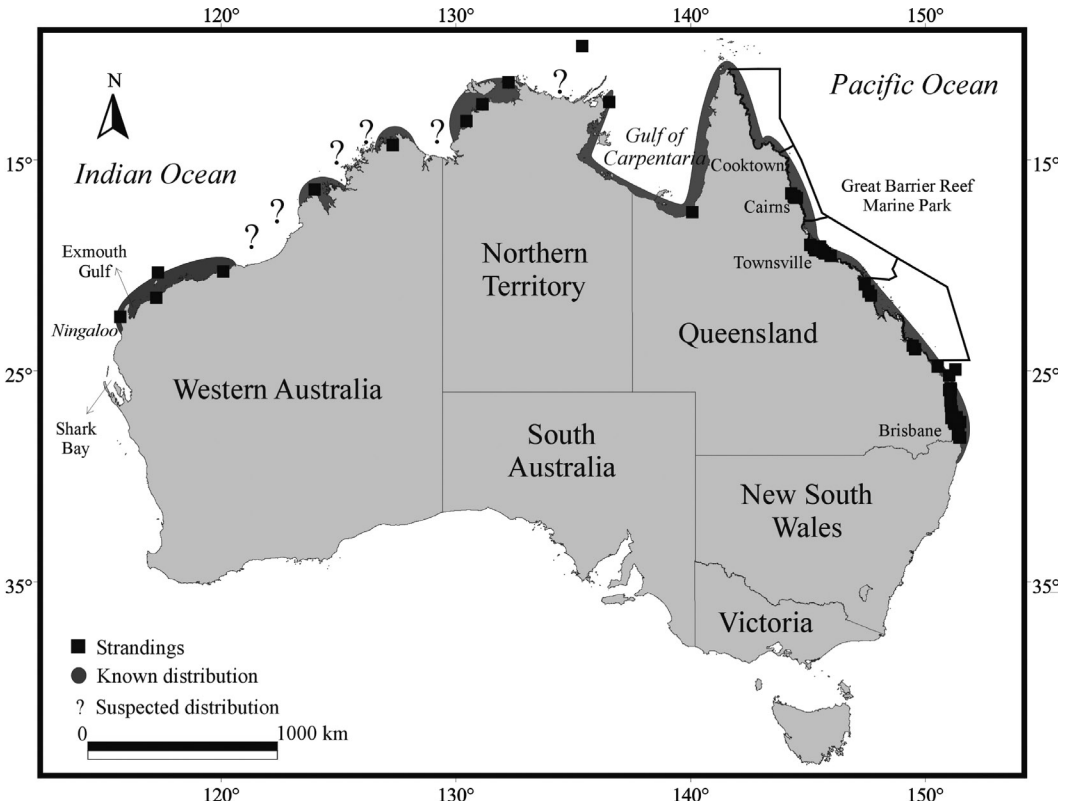 120°
130°
140°
150°
N
?
Pacific Ocean
15°
Indian Ocean
?
?
?
Gulf of
Carpentaria
Cooktown
15°
Great Barrier Reef
Marine Park
?
?
Cairns
Exmouth
Gulf
Northern
Territory
Townsville
Ningaloo
Queensland
25°
25°
Western Australia
Shark
Bay
South
Australia
Brisbane
New South
Wales
35°
35°
Victoria
Strandings
Known distribution
? Suspected distribution
0 1000 km
120°
130°
140°
150°